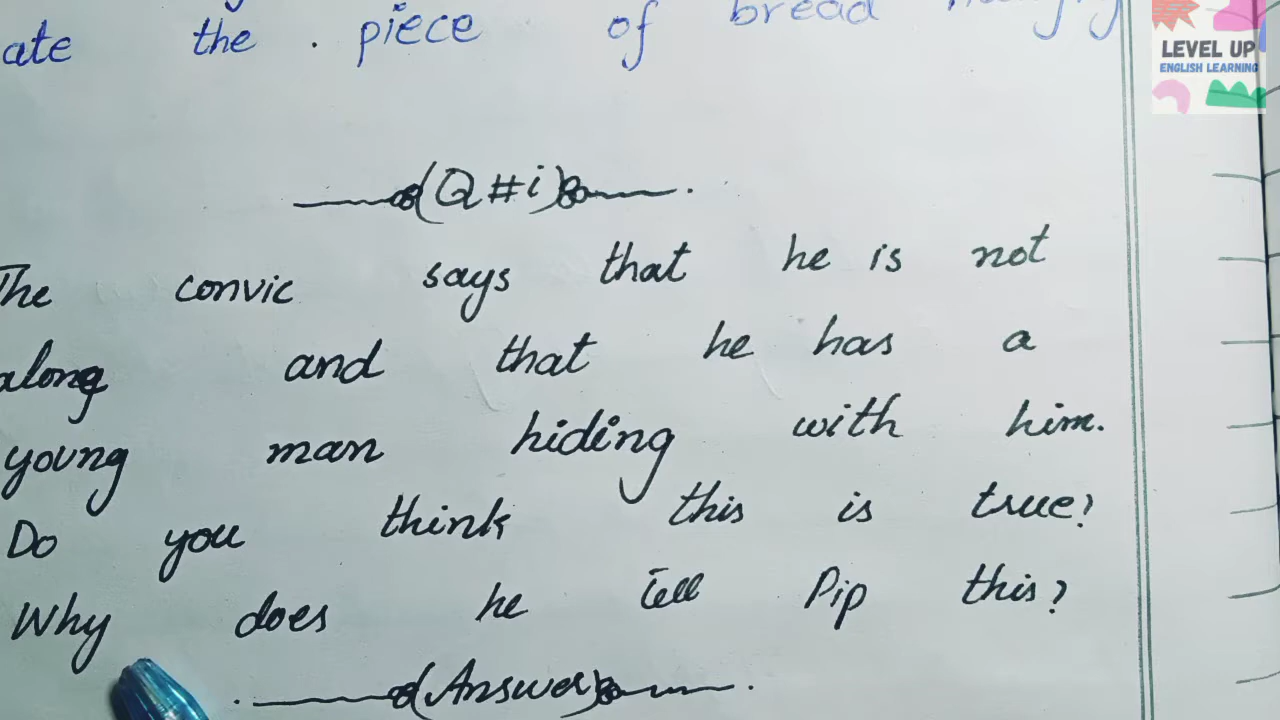 ate the . piece of bread hungry
LEVEL UP
ENGLISH LEARNING
(Q#i)
The convic says that he is not
along and that he has a
young man hiding with him.
Do you think this is true?
Why does he tell Pip this?
(Answer)